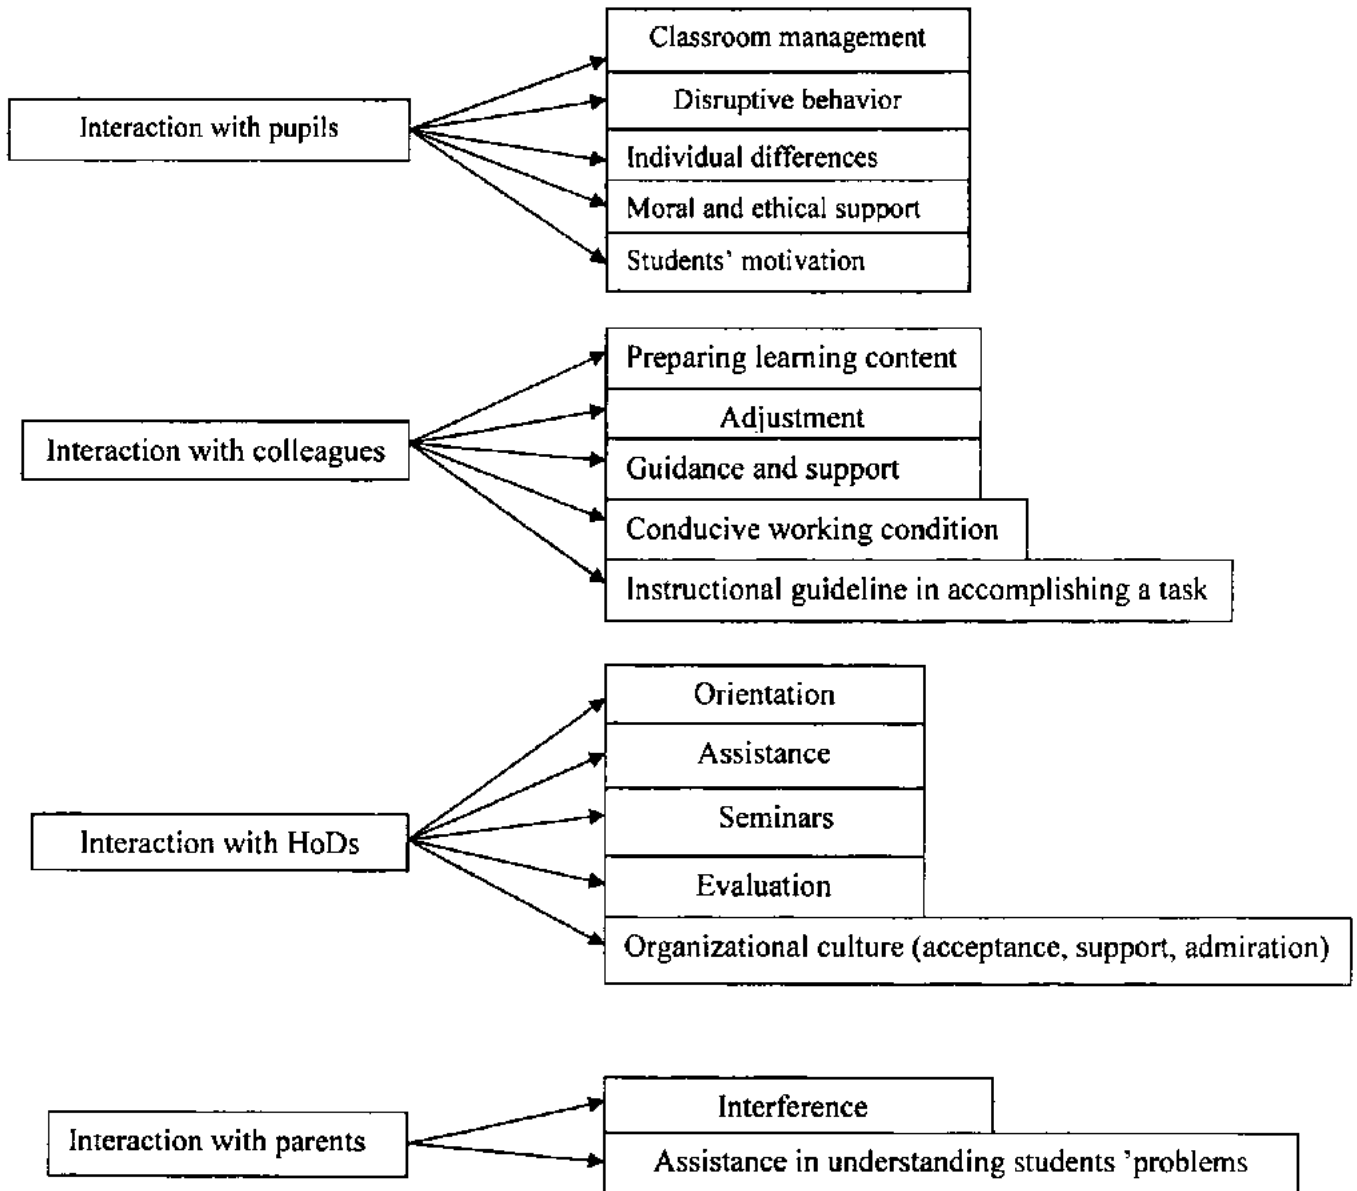 Classroom management
Disruptive behavior
Interaction with pupils
Individual differences
Moral and ethical support
Students' motivation
Preparing learning content
Adjustment
Interaction with colleagues
Guidance and support
Conducive working condition
Instructional guideline in accomplishing a task
Orientation
Assistance
Seminars
Interaction with HoDs
Evaluation
Organizational culture (acceptance, support, admiration)
Interference
Interaction with parents
Assistance in understanding students 'problems